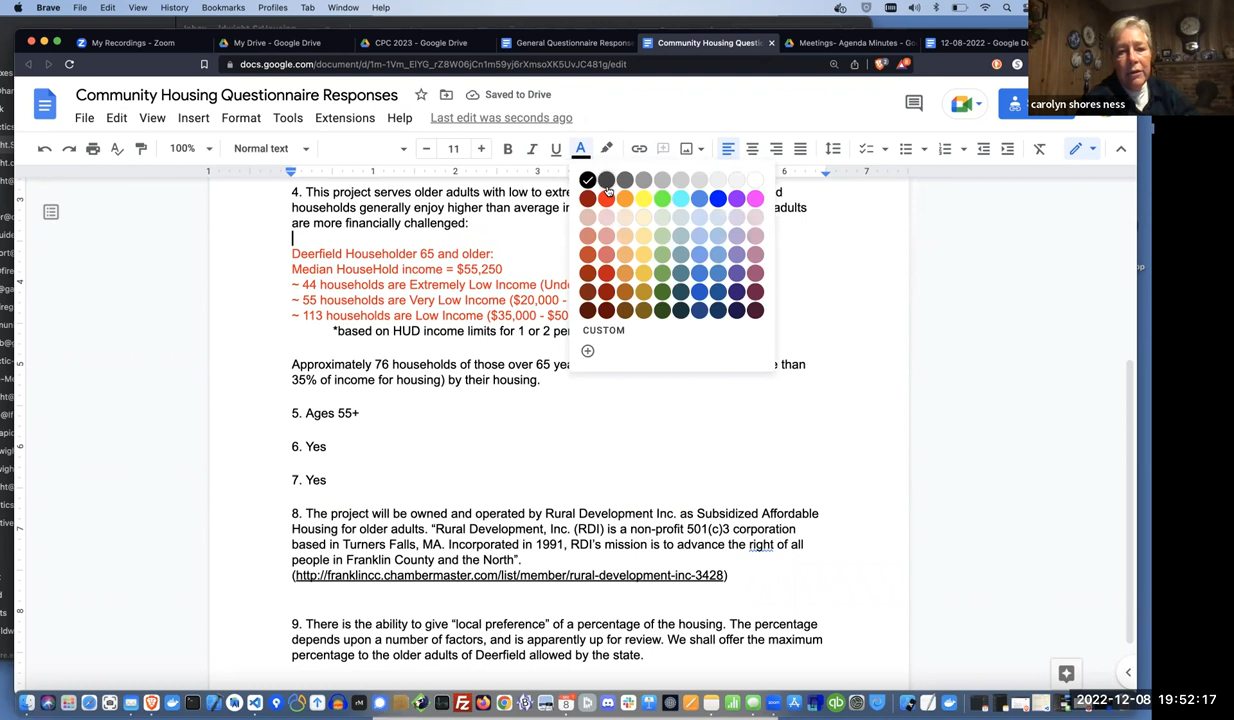 Brave File Edit View History Bookmarks Profiles Tab Window Help
My Recordings - Zoom
My Drive - Google Drive
CPC 2023 - Google Drive
General Questionnaire Respons
Community Housing Questi
Meetings- Agenda Minutes - Go
12-08-2022 - Google D
docs.google.com/document/d/1m-1Vm_EIYG_rZ8W06jCn1m59yj6rXmsoXK5UvJC481g/edit
carolyn shores ness
Community Housing Questionnaire Responses
Saved to Drive
File Edit View Insert Format Tools Extensions Help
Last edit was seconds ago
100% Normal text 11
4. This project serves older adults with low to extre
households generally enjoy higher than average in adults
are more financially challenged:
Deerfield Householder 65 and older:
Median HouseHold income = $55,250
~ 44 households are Extremely Low Income (Und
~ 55 households are Very Low Income ($20,000 -
~ 113 households are Low Income ($35,000 - $50
*based on HUD income limits for 1 or 2 per
CUSTOM
Approximately 76 households of those over 65 yea e than
35% of income for housing) by their housing.
5. Ages 55+
6. Yes
7. Yes
8. The project will be owned and operated by Rural Development Inc. as Subsidized Affordable
Housing for older adults. “Rural Development, Inc. (RDI) is a non-profit 501(c)3 corporation
based in Turners Falls, MA. Incorporated in 1991, RDI’s mission is to advance the right of all
people in Franklin County and the North”.
(http://franklincc.chambermaster.com/list/member/rural-development-inc-3428)
9. There is the ability to give “local preference” of a percentage of the housing. The percentage
depends upon a number of factors, and is apparently up for review. We shall offer the maximum
percentage to the older adults of Deerfield allowed by the state.
2022-12-08 19:52:17